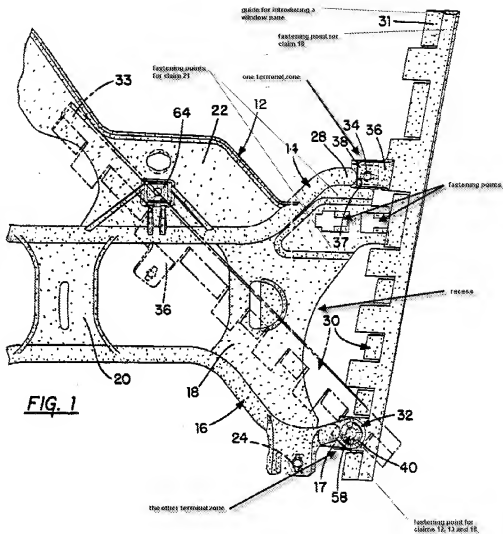 guide for introducing a
window pane
31
fastening point for
claim 18
33
fastening points
for claim 21
one terminal zone
64
22
12
28
34
38
36
14
37
fastening points
36
recess
30
20
18
FIG. 1
16
24
32
40
17
58
the other terminal zone
fastening point for
claims 12, 13 and 18,